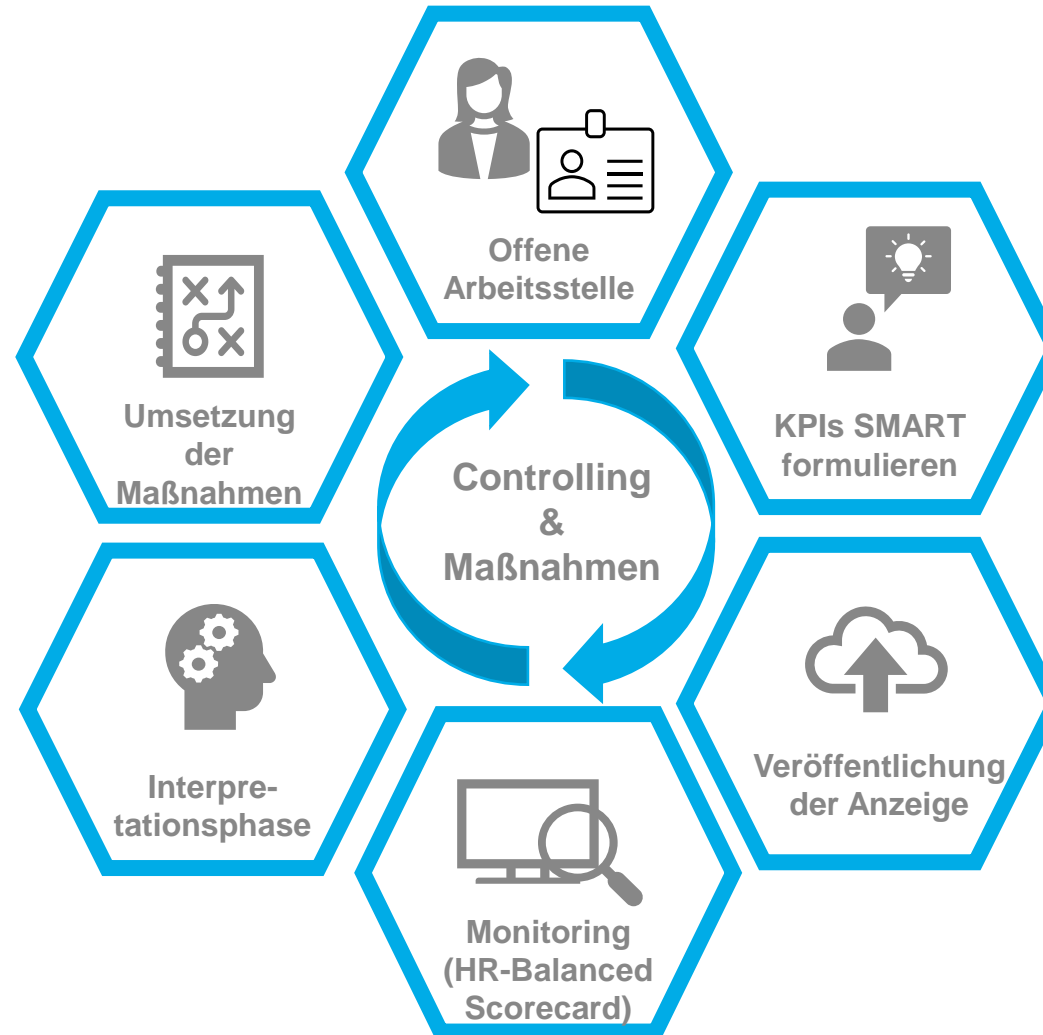 Offene
Arbeitsstelle
KPIs SMART
formulieren
Veröffentlichung
der Anzeige
Monitoring
(HR-Balanced
Scorecard)
Interpre-
tationsphase
Umsetzung
der
Maßnahmen
Controlling
&
Maßnahmen